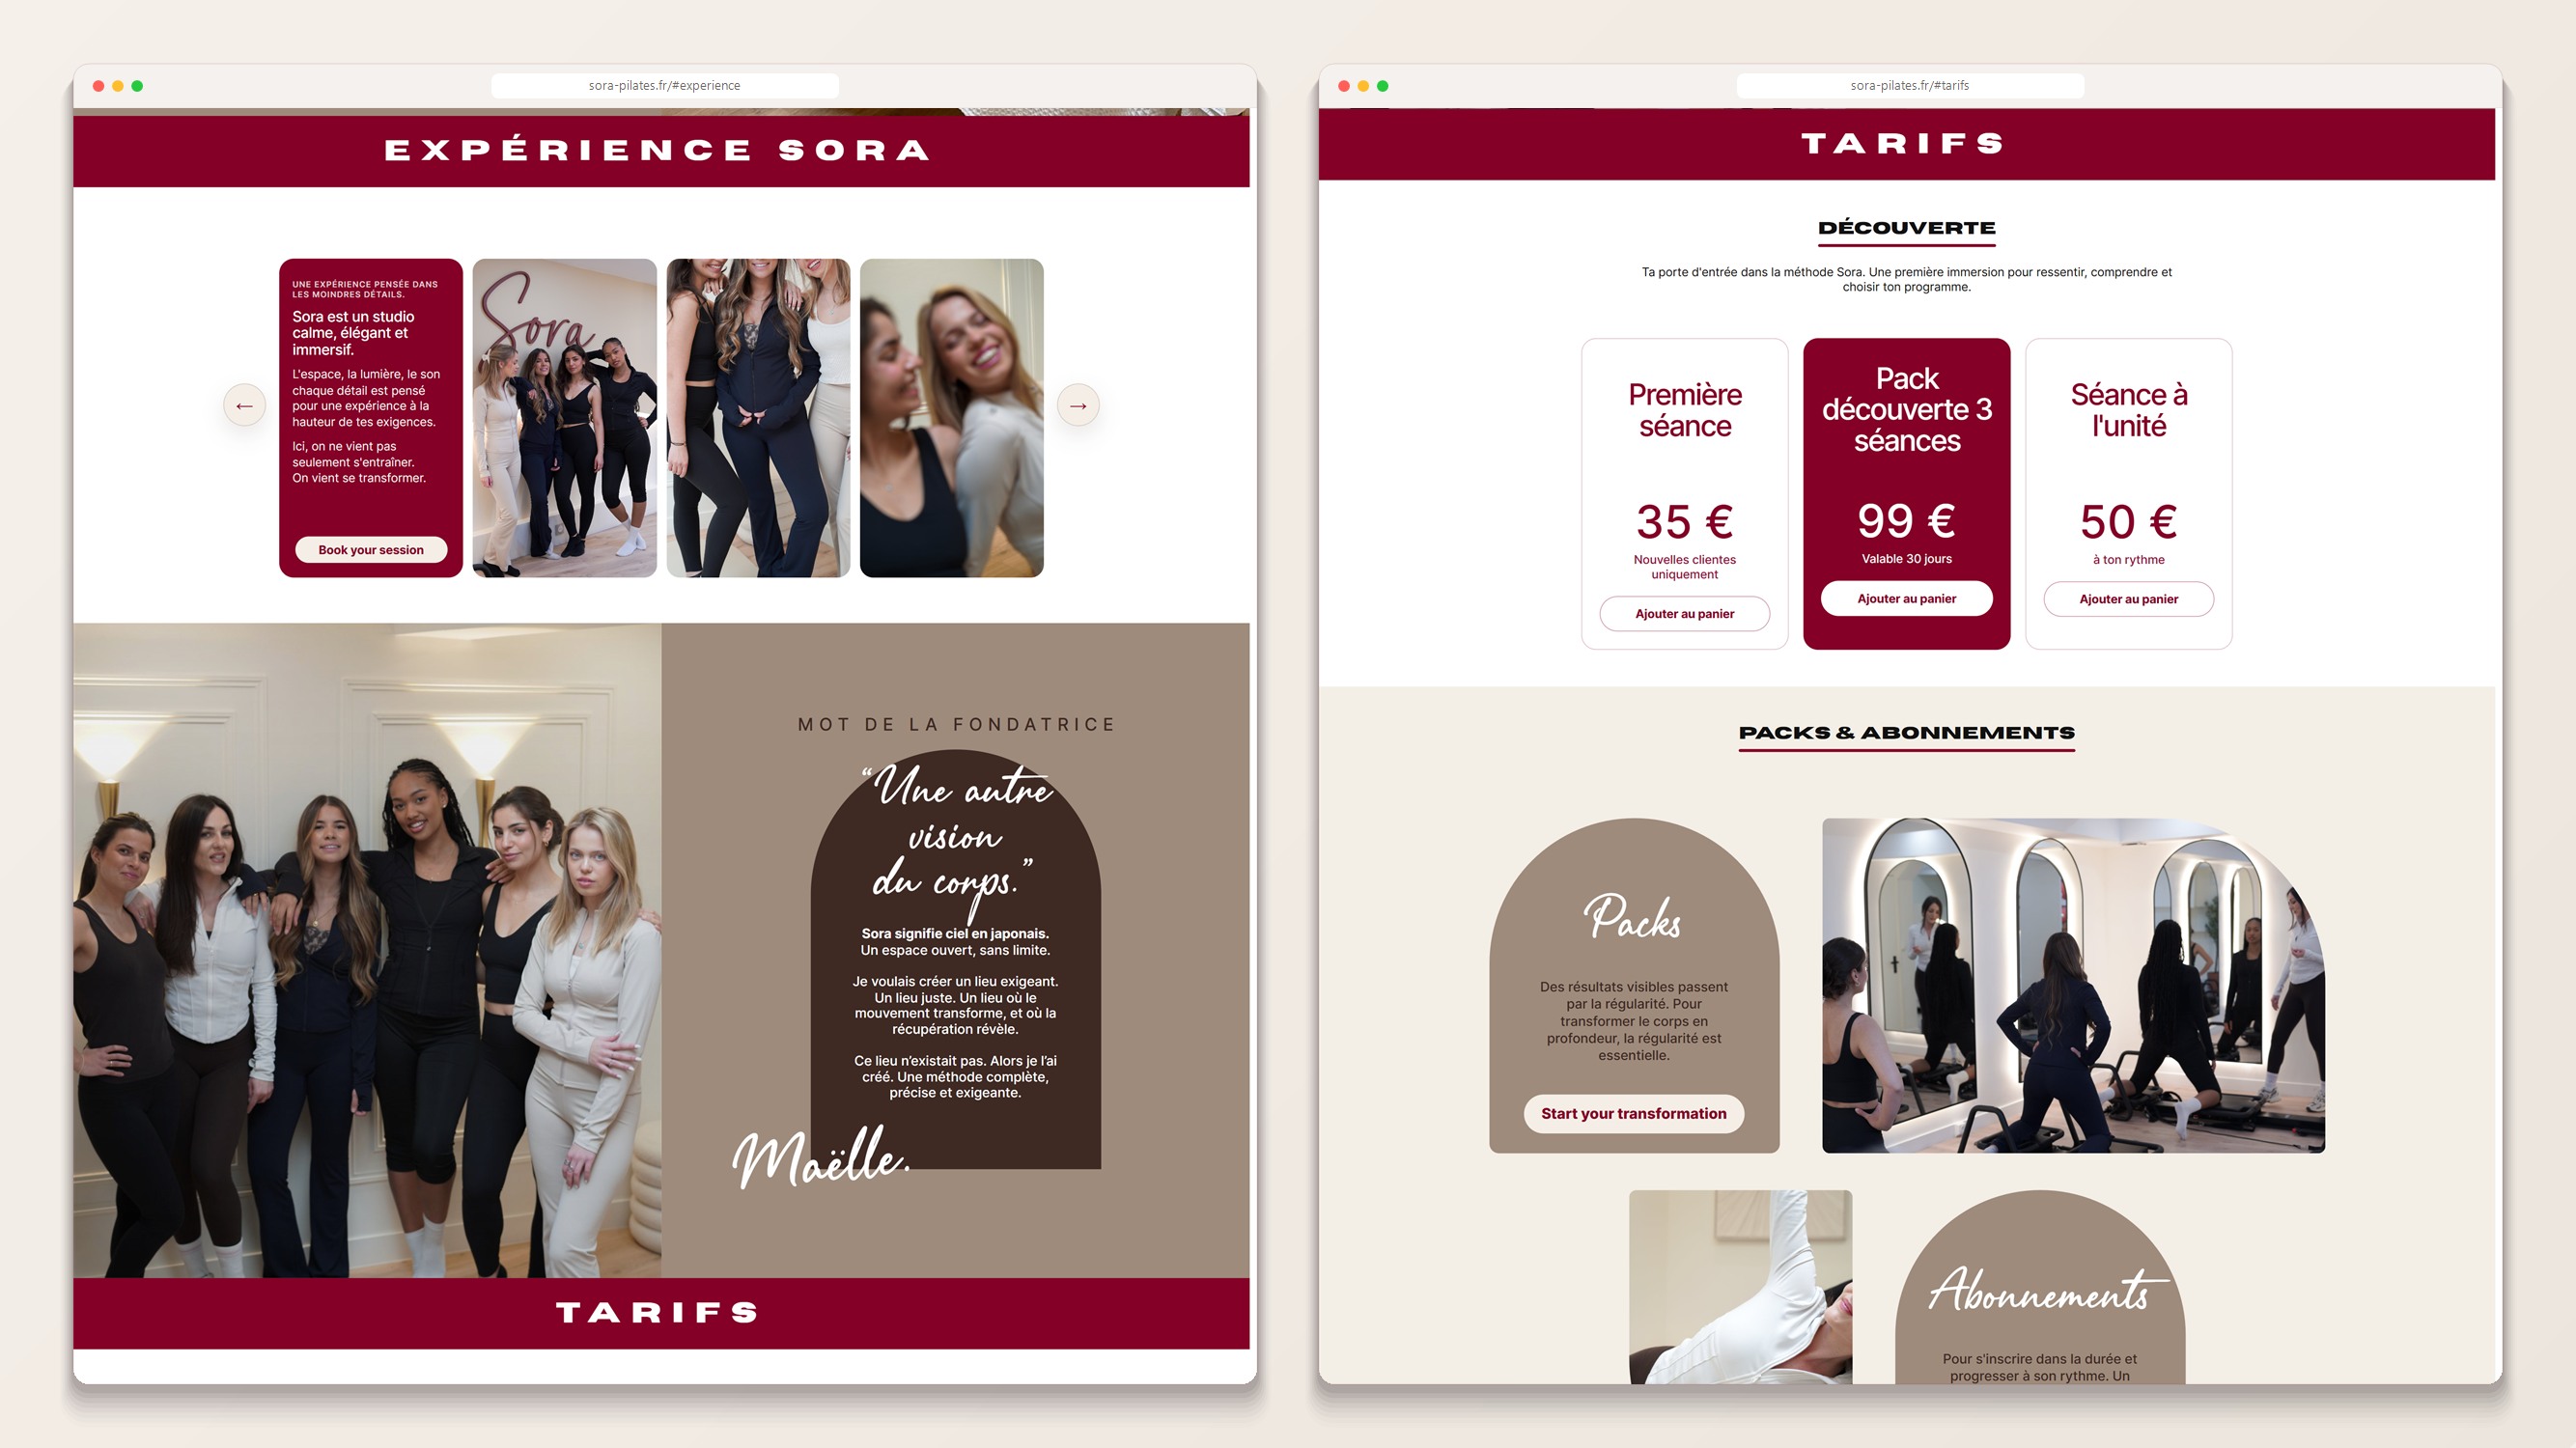 sora-pilates.fr/#experience
EXPÉRIENCE SORA
UNE EXPÉRIENCE PENSÉE DANS
LES MOINDRES DÉTAILS.
Sora est un studio
calme, élégant et
immersif.
L'espace, la lumière, le son
chaque détail est pensé
pour une expérience à la
hauteur de tes exigences.
Ici, on ne vient pas
seulement s'entraîner.
On vient se transformer.
Book your session
Sora
←
→
MOT DE LA FONDATRICE
“Une autre
vision
du corps.”
Sora signifie ciel en japonais.
Un espace ouvert, sans limite.
Je voulais créer un lieu exigeant.
Un lieu juste. Un lieu où le
mouvement transforme, et où la
récupération révèle.
Ce lieu n’existait pas. Alors je l’ai
créé. Une méthode complète,
précise et exigeante.
Maëlle.
TARIFS
sora-pilates.fr/#tarifs
TARIFS
DÉCOUVERTE
Ta porte d'entrée dans la méthode Sora. Une première immersion pour ressentir, comprendre et
choisir ton programme.
Première
séance
35 €
Nouvelles clientes
uniquement
Ajouter au panier
Pack
découverte 3
séances
99 €
Valable 30 jours
Ajouter au panier
Séance à
l'unité
50 €
à ton rythme
Ajouter au panier
PACKS & ABONNEMENTS
Packs
Des résultats visibles passent
par la régularité. Pour
transformer le corps en
profondeur, la régularité est
essentielle.
Start your transformation
Abonnements
Pour s'inscrire dans la durée et
progresser à son rythme. Un